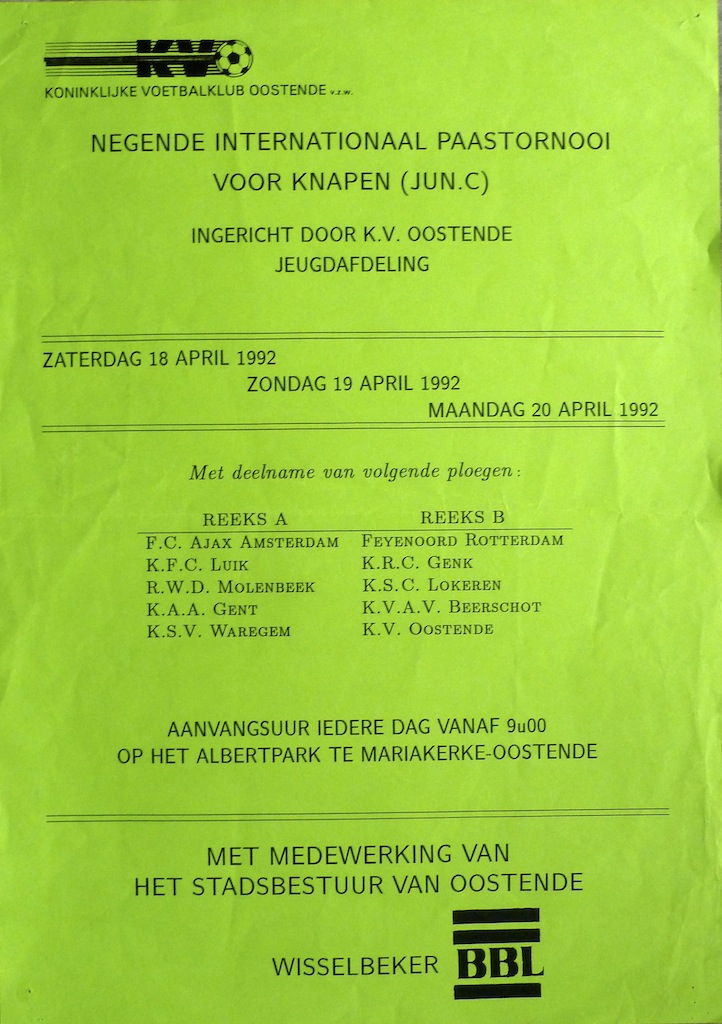 KVO
KONINKLIJKE VOETBALKLUB OOSTENDE v.z.w.
NEGENDE INTERNATIONAAL PAASTORNOOI
VOOR KNAPEN (JUN.C)
INGERICHT DOOR K.V. OOSTENDE
JEUGDAFDELING
ZATERDAG 18 APRIL 1992
ZONDAG 19 APRIL 1992
MAANDAG 20 APRIL 1992
Met deelname van volgende ploegen:
REEKS A REEKS B
F.C. AJAX AMSTERDAM FEYENOORD ROTTERDAM
K.F.C. LUIK K.R.C. GENK
R.W.D. MOLENBEEK K.S.C. LOKEREN
K.A.A. GENT K.V.A.V. BEERSCHOT
K.S.V. WAREGEM K.V. OOSTENDE
AANVANGSUUR IEDERE DAG VANAF 9u00
OP HET ALBERTPARK TE MARIAKERKE-OOSTENDE
MET MEDEWERKING VAN
HET STADSBESTUUR VAN OOSTENDE
WISSELBEKER BBL